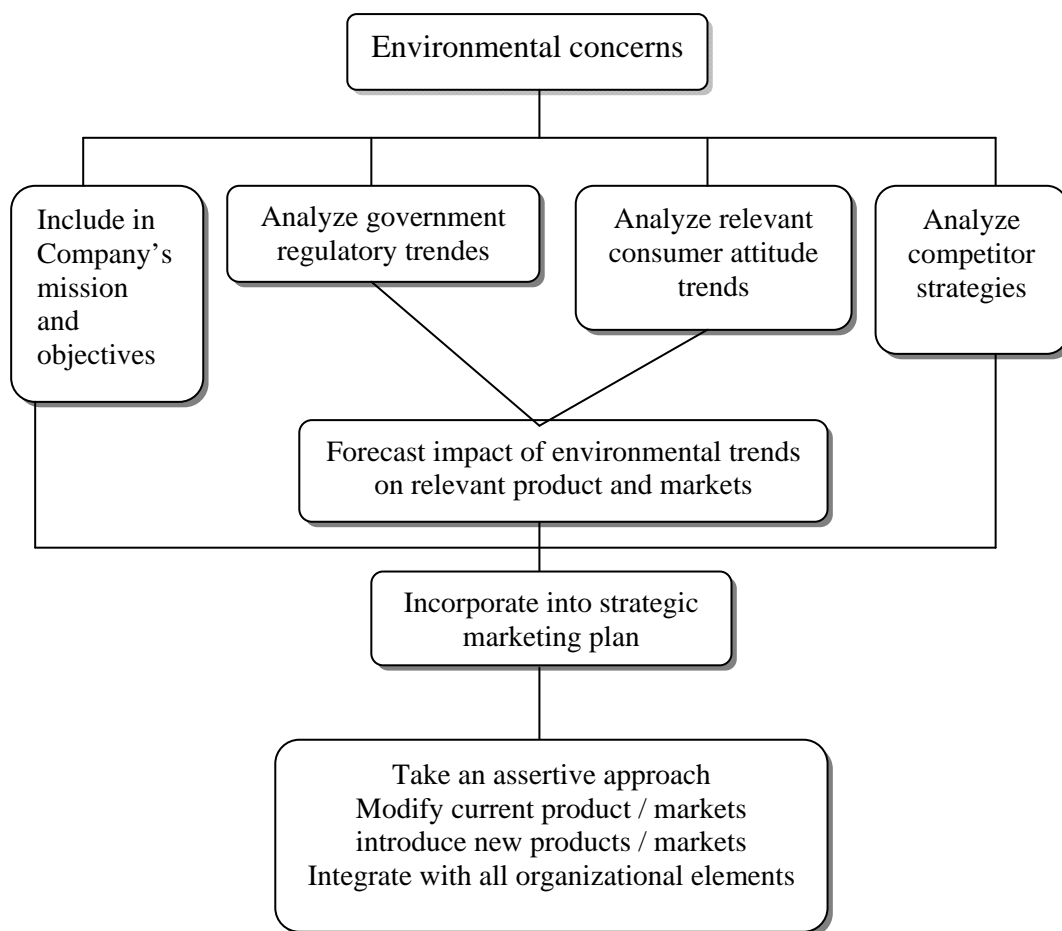 Environmental concerns
Include in
Company’s
mission
and
objectives
Analyze government
regulatory trendes
Analyze relevant
consumer attitude
trends
Analyze
competitor
strategies
Forecast impact of environmental trends
on relevant product and markets
Incorporate into strategic
marketing plan
Take an assertive approach
Modify current product / markets
introduce new products / markets
Integrate with all organizational elements